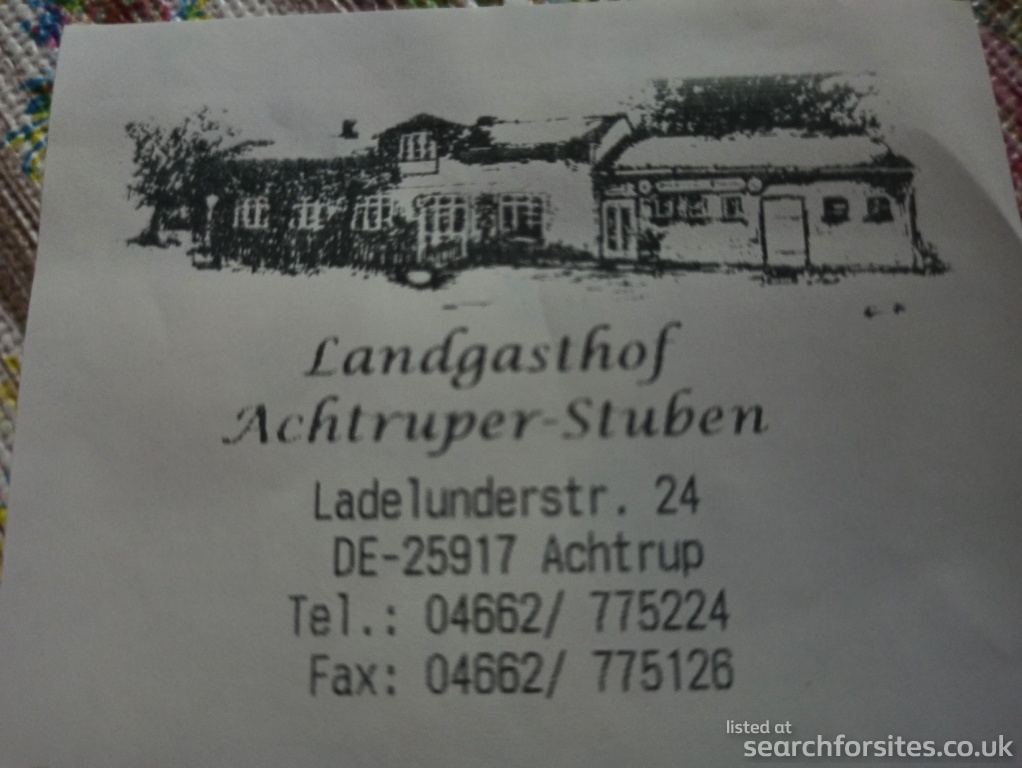 Landgasthof
Achtruper-Stuben
Ladelunderstr. 24
DE-25917 Achtrup
Tel.: 04662/ 775224
Fax: 04662/ 775126
listed at
searchforsites.co.uk